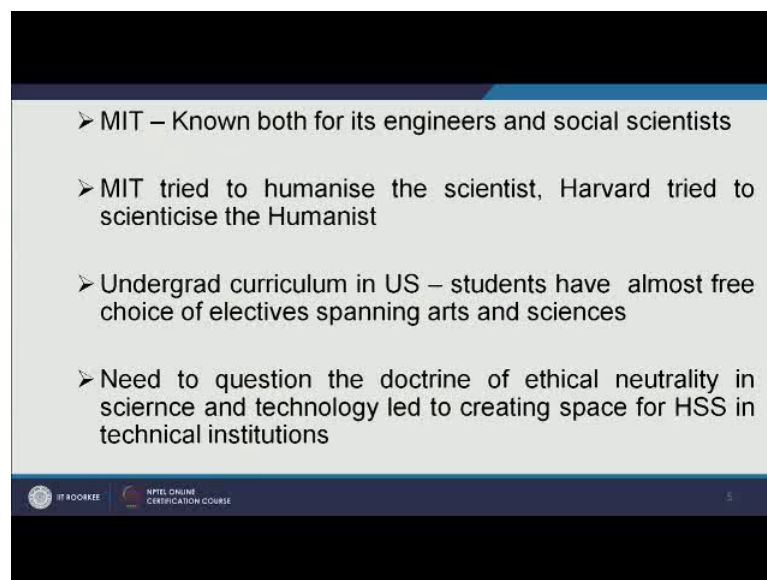 ➢ MIT – Known both for its engineers and social scientists
➢ MIT tried to humanise the scientist, Harvard tried to
scienticise the Humanist
➢ Undergrad curriculum in US – students have almost free
choice of electives spanning arts and sciences
➢ Need to question the doctrine of ethical neutrality in
sciernce and technology led to creating space for HSS in
technical institutions
IIT ROORKEE
NPTEL ONLINE
CERTIFICATION COURSE
5